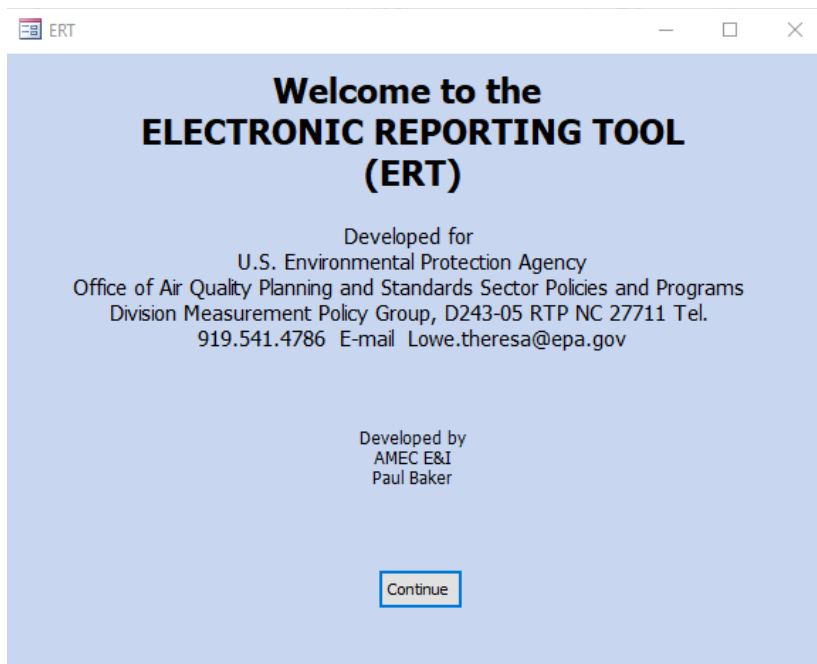 ERT
Welcome to the
ELECTRONIC REPORTING TOOL
(ERT)
Developed for
U.S. Environmental Protection Agency
Office of Air Quality Planning and Standards Sector Policies and Programs
Division Measurement Policy Group, D243-05 RTP NC 27711 Tel.
919.541.4786  E-mail  Lowe.theresa@epa.gov
Developed by
AMEC E&I
Paul Baker
Continue